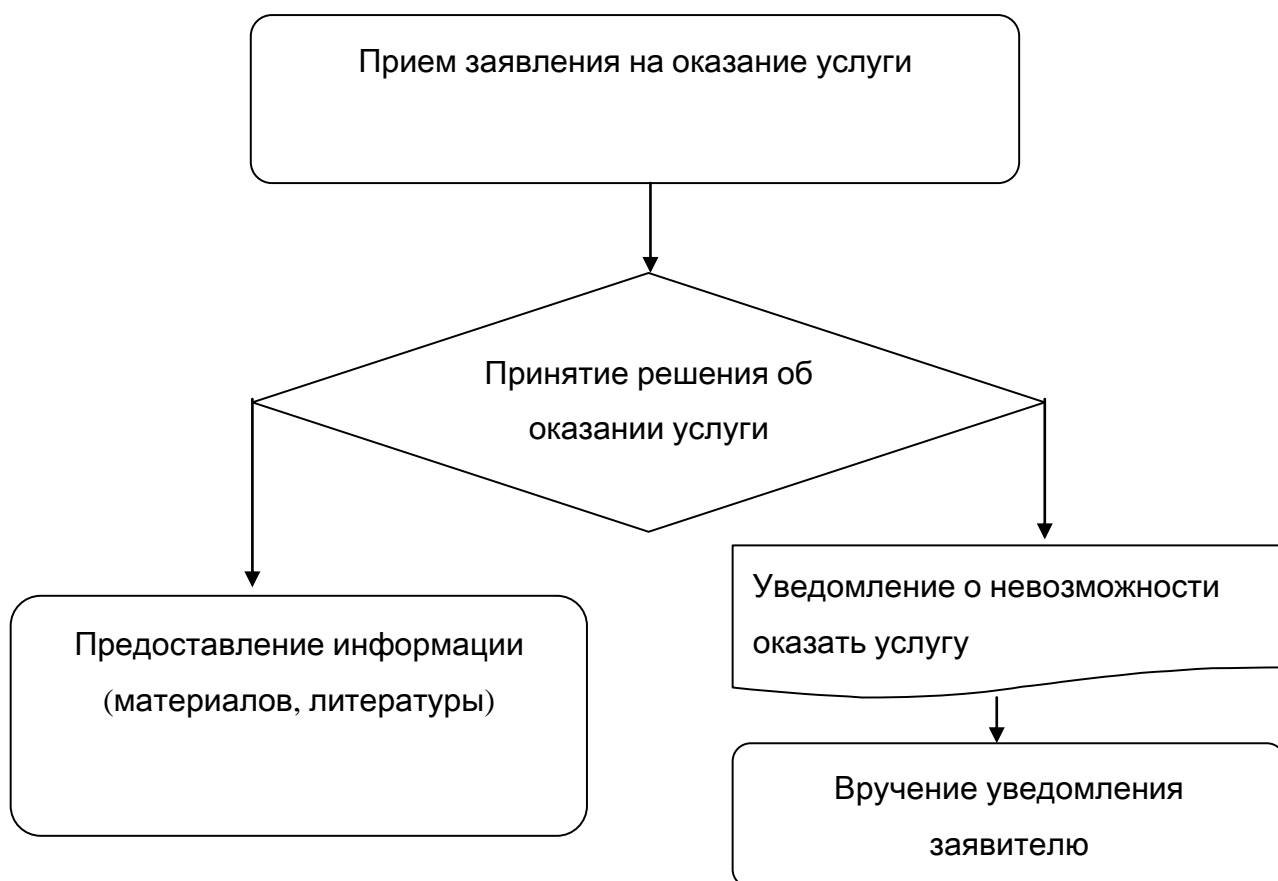 Прием заявления на оказание услуги
Принятие решения об
оказании услуги
Предоставление информации
(материалов, литературы)
Уведомление о невозможности
оказать услугу
Вручение уведомления
заявителю